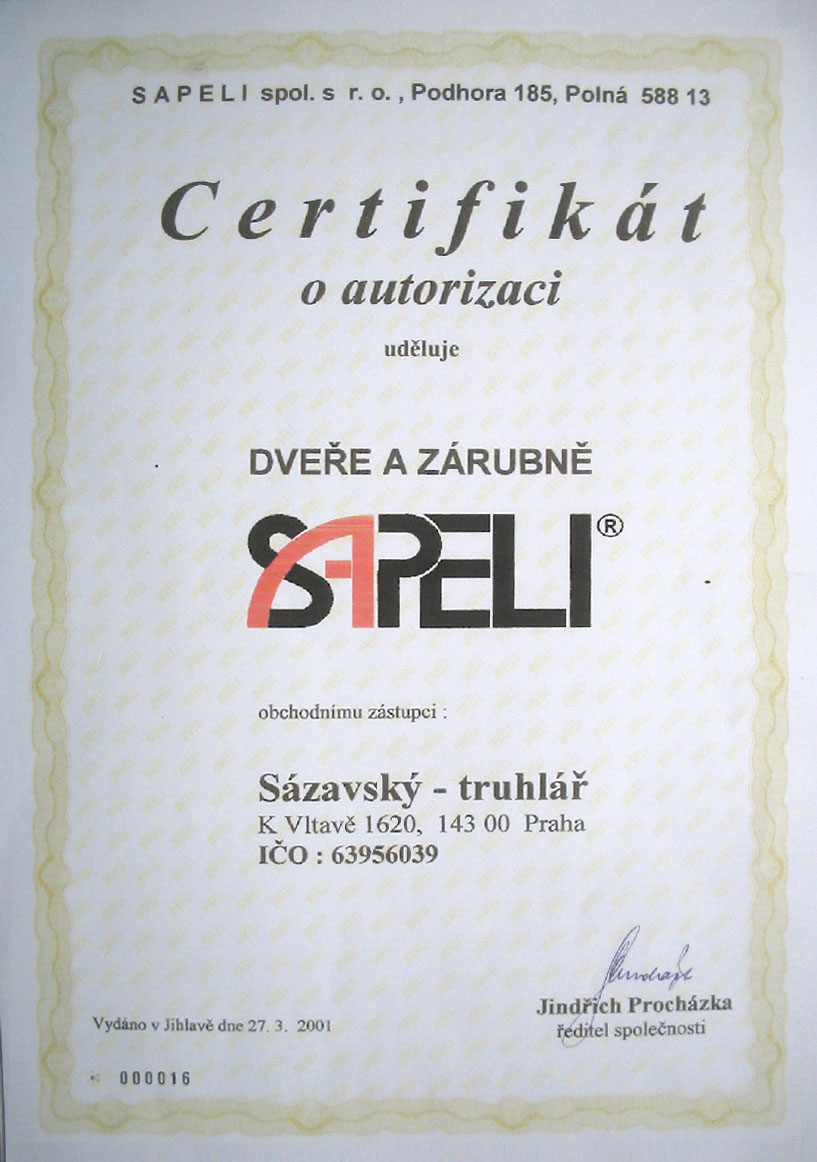 SAPELI spol. s r. o. , Podhora 185, Polná 588 13
Certifikát
o autorizaci
uděluje
DVEŘE A ZÁRUBNĚ
SAPELI®
obchodnímu zástupci :
Sázavský - truhlář
K Vltavě 1620, 143 00 Praha
IČO : 63956039
Jindřich Procházka
ředitel společnosti
Vydáno v Jihlavě dne 27. 3. 2001
000016